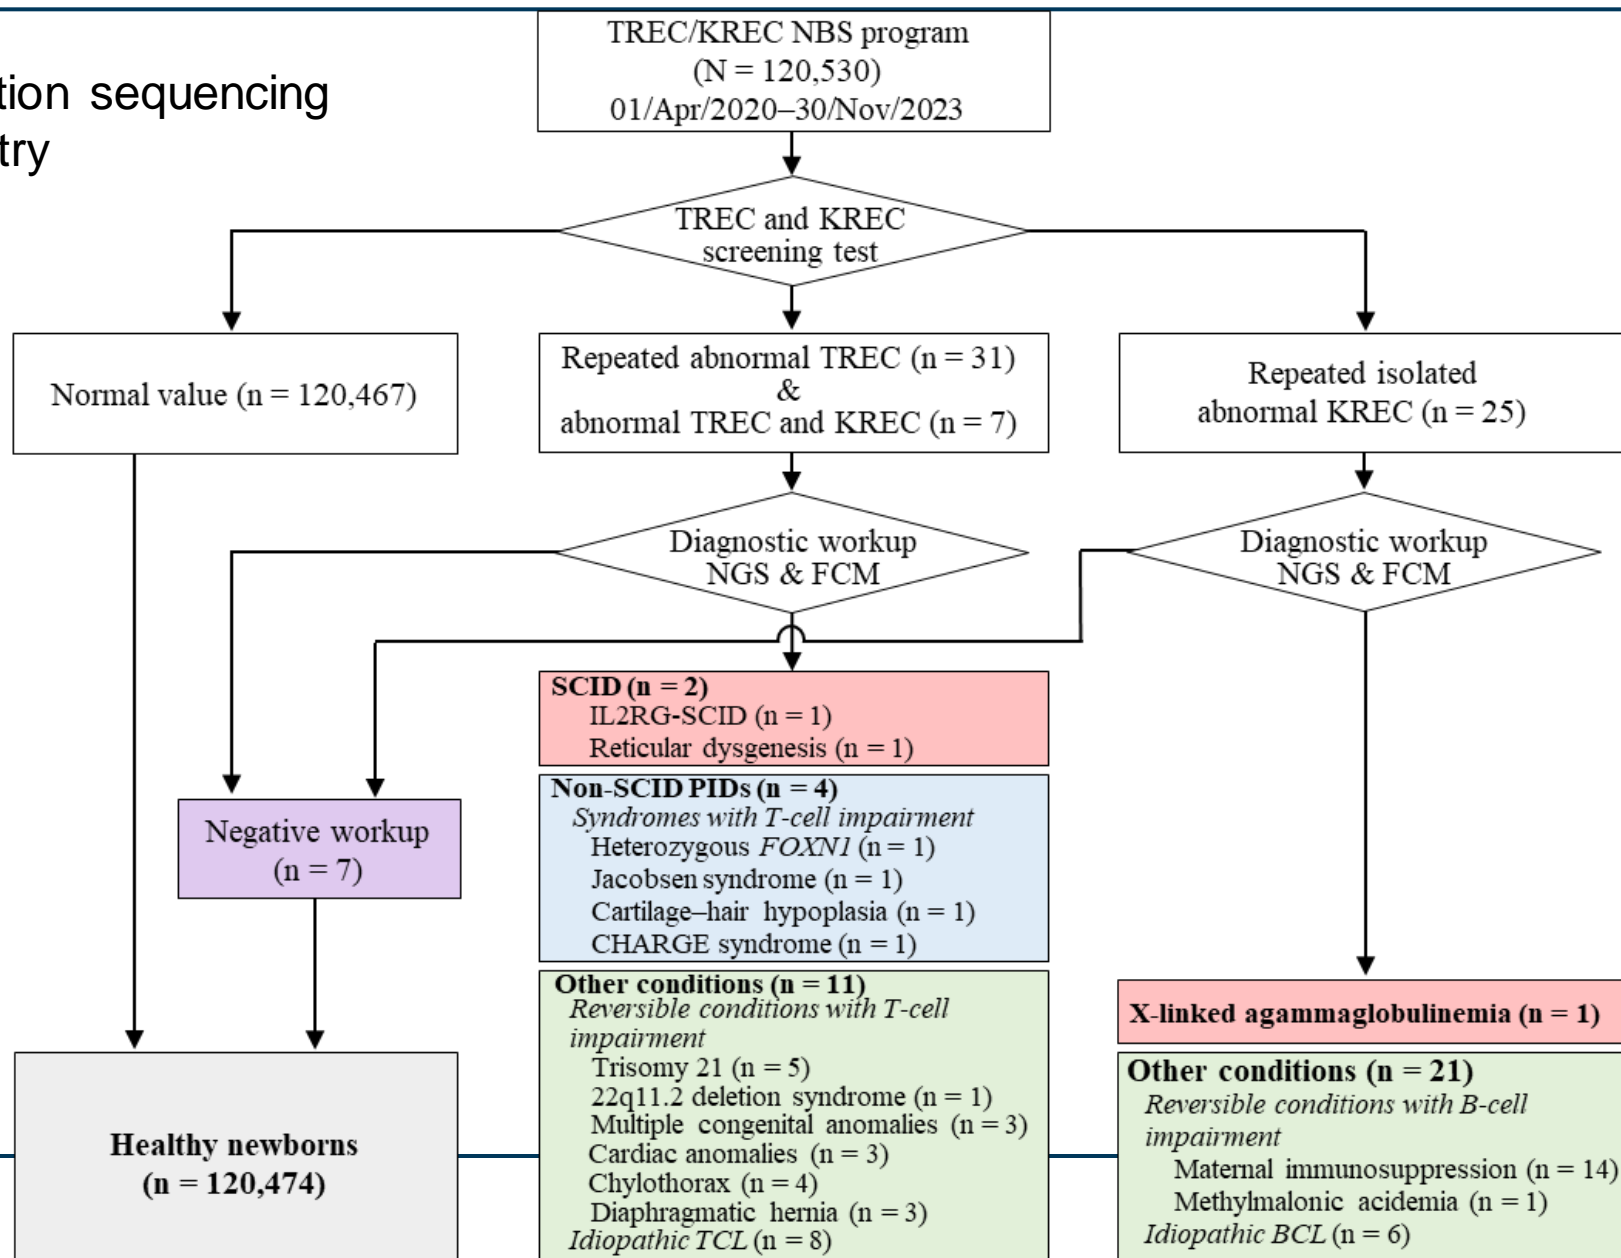 tion sequencing
try
TREC/KREC NBS program
(N = 120,530)
01/Apr/2020–30/Nov/2023
TREC and KREC
screening test
Normal value (n = 120,467)
Repeated abnormal TREC (n = 31)
&
abnormal TREC and KREC (n = 7)
Repeated isolated
abnormal KREC (n = 25)
Diagnostic workup
NGS & FCM
Diagnostic workup
NGS & FCM
Negative workup
(n = 7)
SCID (n = 2)
IL2RG-SCID (n = 1)
Reticular dysgenesis (n = 1)
Non-SCID PIDs (n = 4)
Syndromes with T-cell impairment
Heterozygous FOXN1 (n = 1)
Jacobsen syndrome (n = 1)
Cartilage–hair hypoplasia (n = 1)
CHARGE syndrome (n = 1)
Other conditions (n = 11)
Reversible conditions with T-cell
impairment
Trisomy 21 (n = 5)
22q11.2 deletion syndrome (n = 1)
Multiple congenital anomalies (n = 3)
Cardiac anomalies (n = 3)
Chylothorax (n = 4)
Diaphragmatic hernia (n = 3)
Idiopathic TCL (n = 8)
X-linked agammaglobulinemia (n = 1)
Other conditions (n = 21)
Reversible conditions with B-cell
impairment
Maternal immunosuppression (n = 14)
Methylmalonic acidemia (n = 1)
Idiopathic BCL (n = 6)
Healthy newborns
(n = 120,474)